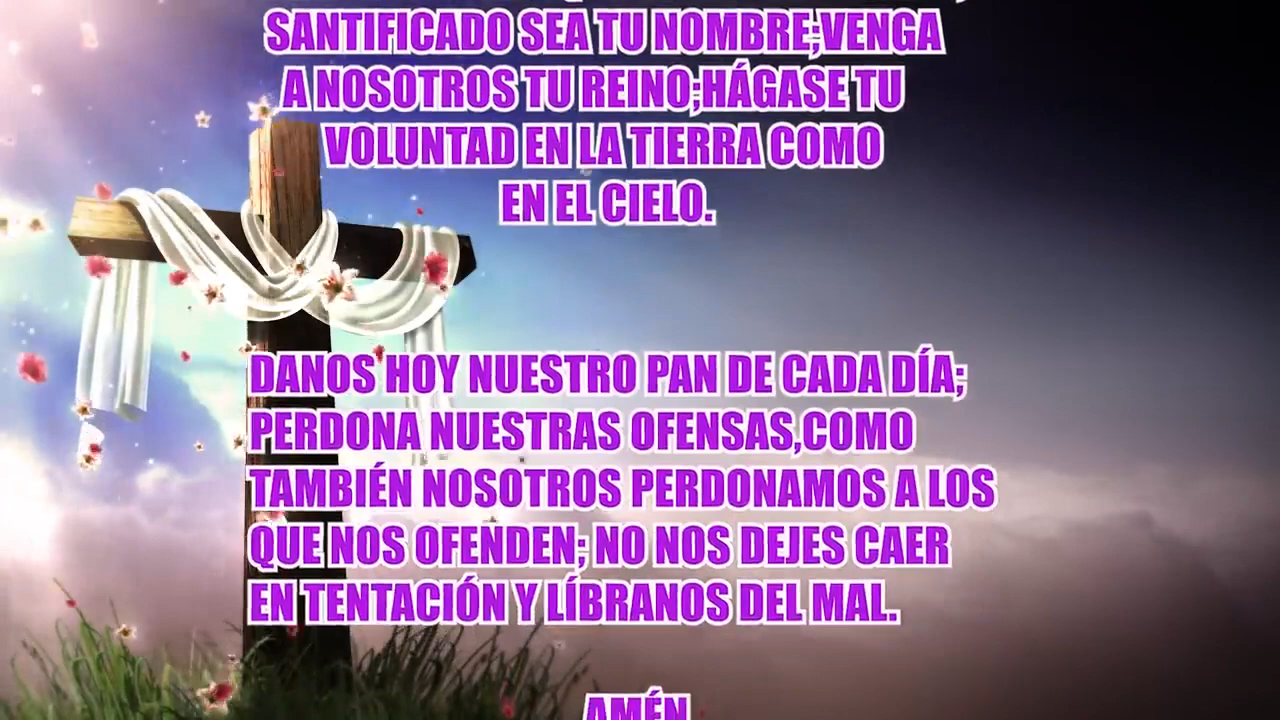 SANTIFICADO SEA TU NOMBRE;VENGA
A NOSOTROS TU REINO;HÁGASE TU
VOLUNTAD EN LA TIERRA COMO
EN EL CIELO.
DANOS HOY NUESTRO PAN DE CADA DÍA;
PERDONA NUESTRAS OFENSAS,COMO
TAMBIÉN NOSOTROS PERDONAMOS A LOS
QUE NOS OFENDEN; NO NOS DEJES CAER
EN TENTACIÓN Y LÍBRANOS DEL MAL.
AMÉN